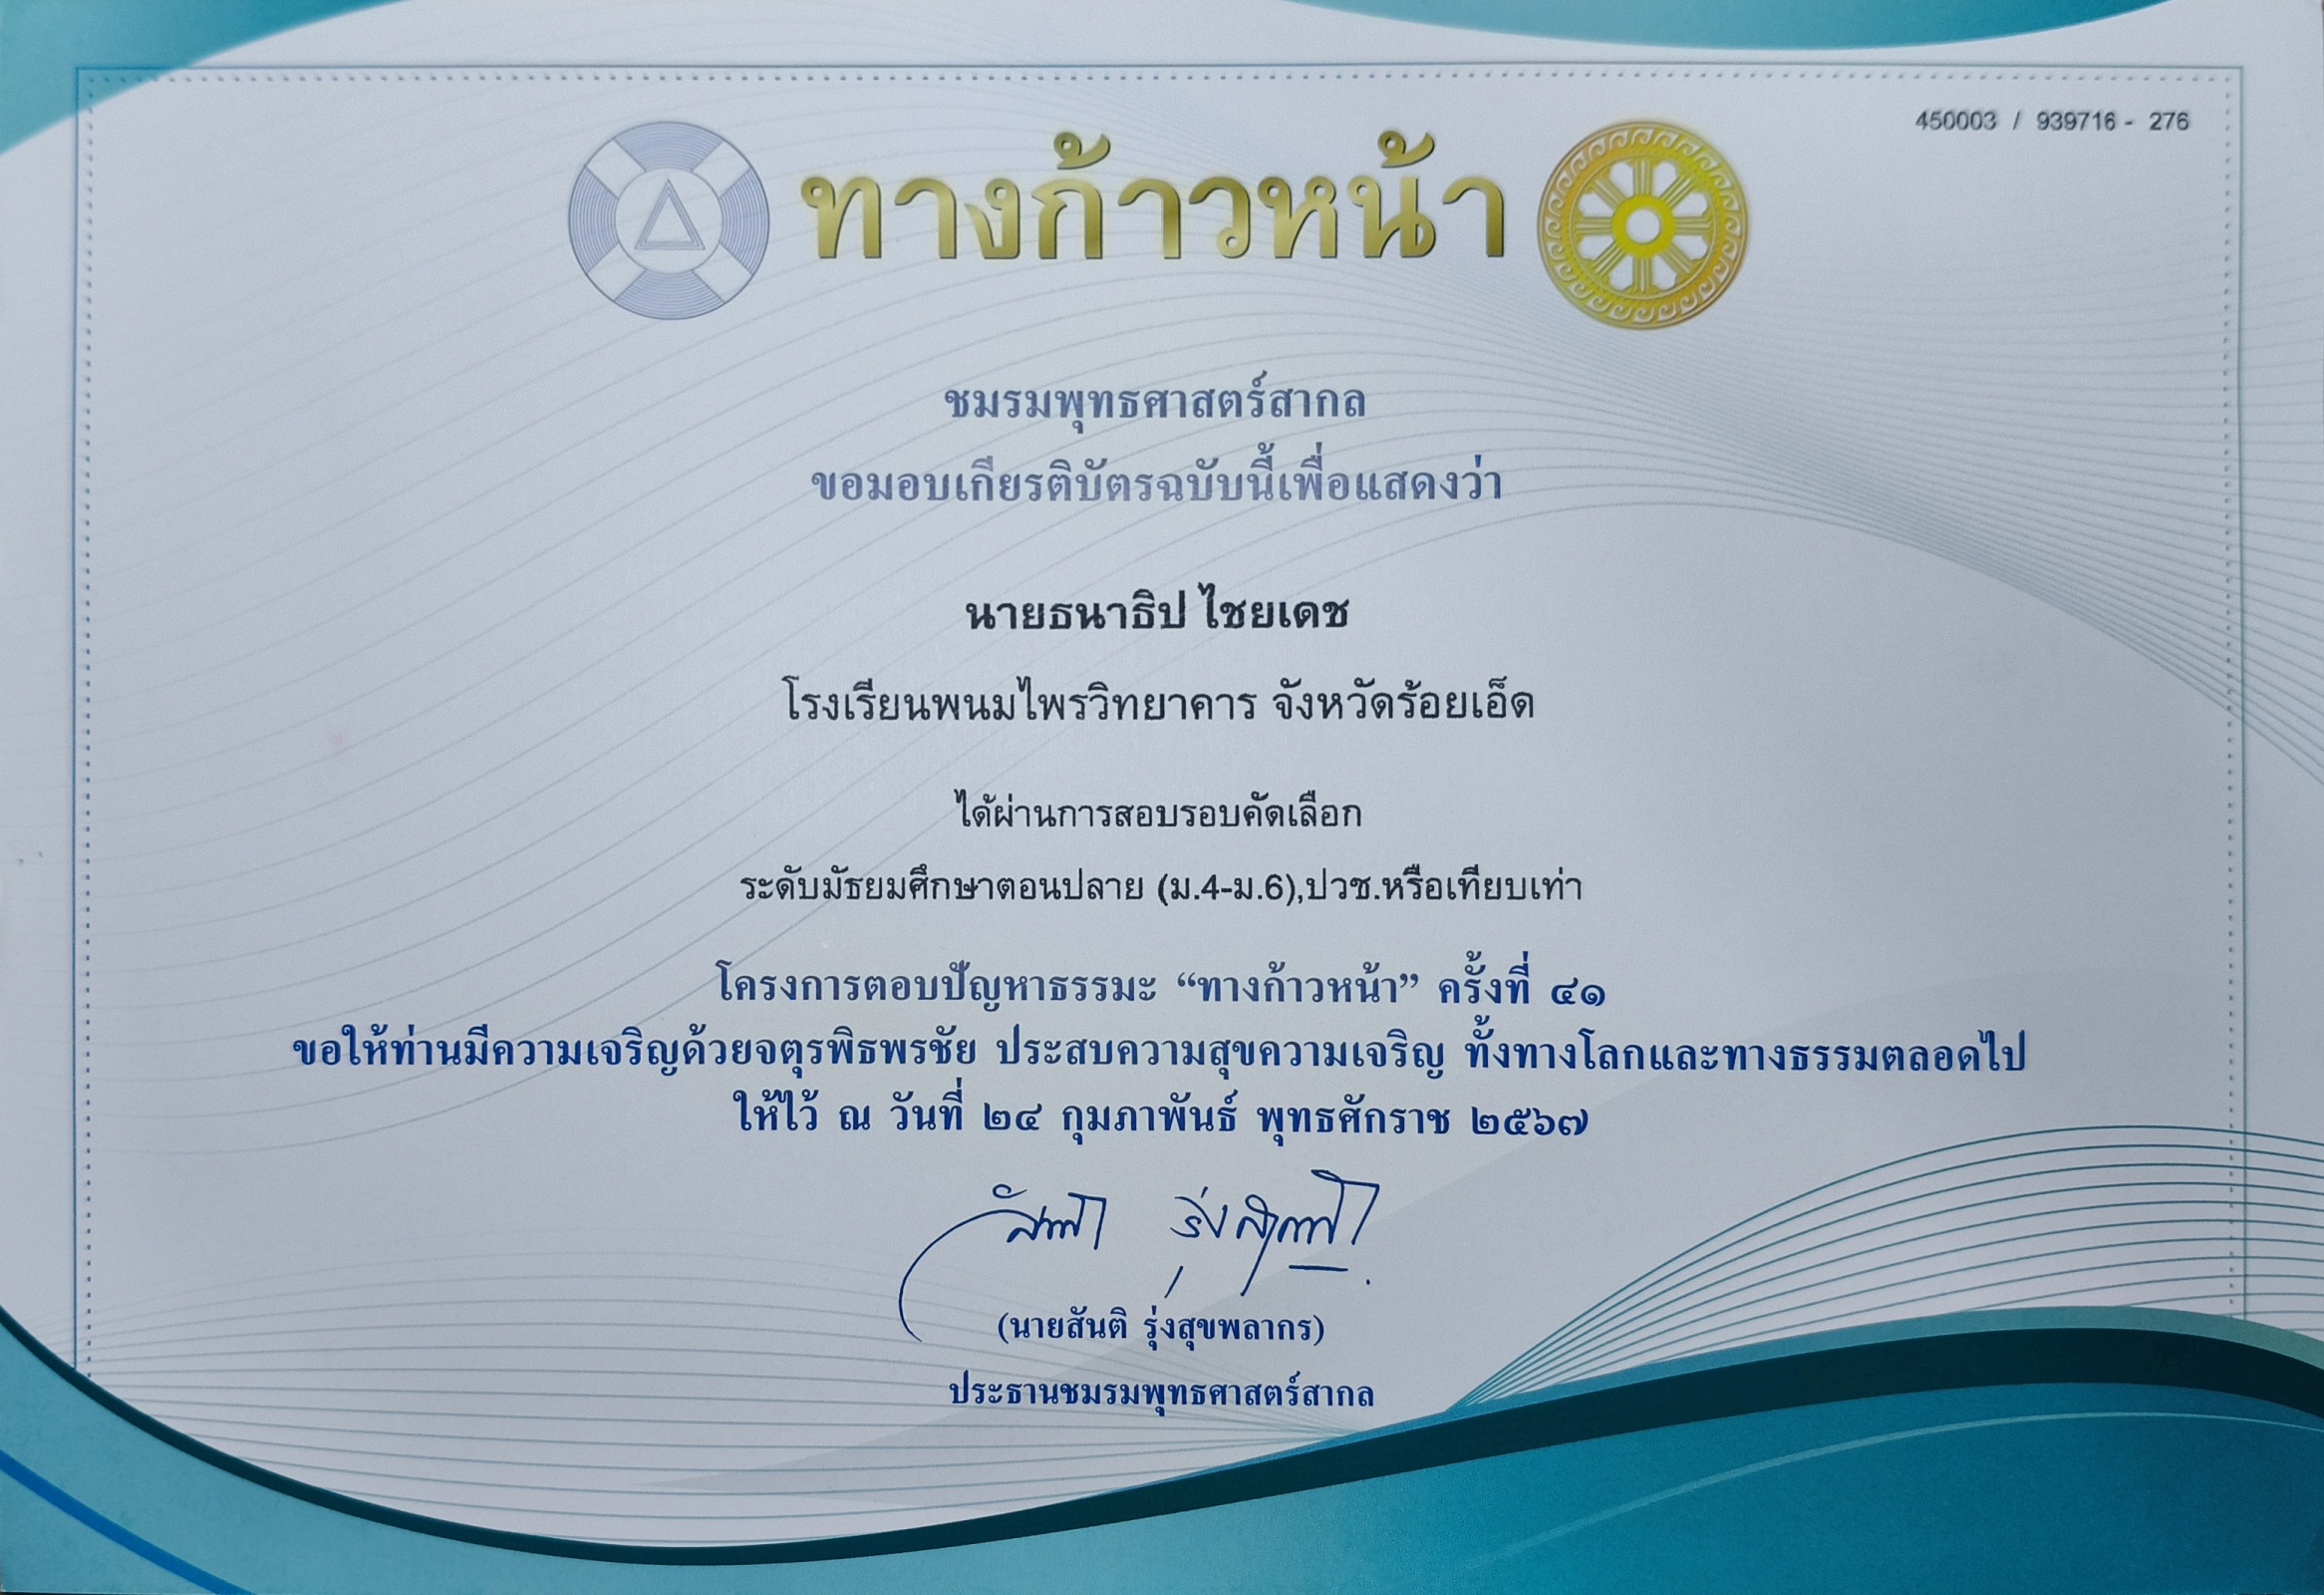 450003 / 939716 - 276
ทางก้าวหน้า
ชมรมพุทธศาสตร์สากล
ขอมอบเกียรติบัตรฉบับนี้เพื่อแสดงว่า
นายธนาธิป ไชยเดช
โรงเรียนพนมไพรวิทยาคาร จังหวัดร้อยเอ็ด
ได้ผ่านการสอบรอบคัดเลือก
ระดับมัธยมศึกษาตอนปลาย (ม.4-ม.6),ปวช.หรือเทียบเท่า
โครงการตอบปัญหาธรรมะ “ทางก้าวหน้า” ครั้งที่ ๔๑
ขอให้ท่านมีความเจริญด้วยจตุรพิธพรชัย ประสบความสุขความเจริญ ทั้งทางโลกและทางธรรมตลอดไป
ให้ไว้ ณ วันที่ ๒๔ กุมภาพันธ์ พุทธศักราช ๒๕๖๗
(นายสันติ รุ่งสุขพลากร)
ประธานชมรมพุทธศาสตร์สากล